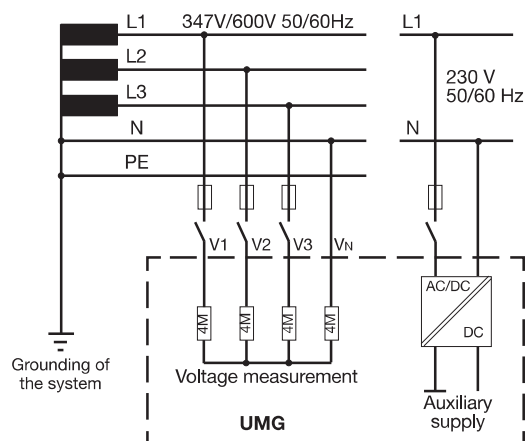 L1 347V/600V 50/60Hz
L1
L2
L3
230 V
50/60 Hz
N
N
PE
V1 V2 V3 VN
4M 4M 4M 4M
AC/DC
DC
Grounding of
the system
Voltage measurement
Auxiliary
supply
UMG